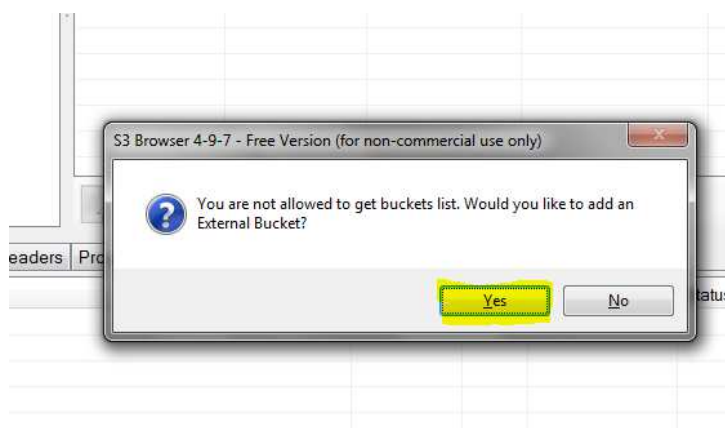 S3 Browser 4-9-7 - Free Version (for non-commercial use only)
You are not allowed to get buckets list. Would you like to add an
External Bucket?
eaders
Yes
No